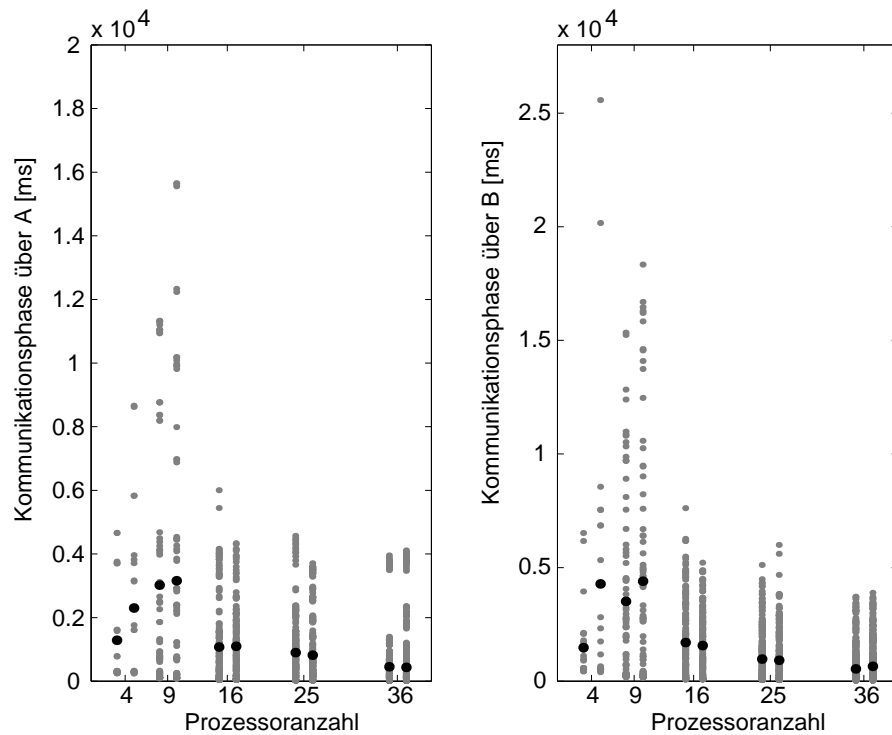 x 10^4
2
1.8
1.6
1.4
1.2
1
0.8
0.6
0.4
0.2
0
4 9 16 25 36
Prozessoranzahl
Kommunikationsphase über A [ms]
x 10^4
2.5
2
1.5
1
0.5
0
4 9 16 25 36
Prozessoranzahl
Kommunikationsphase über B [ms]